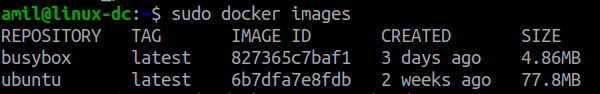 amil@linux-dc:~$ sudo docker images
REPOSITORY TAG IMAGE ID CREATED SIZE
busybox latest 827365c7baf1 3 days ago 4.86MB
ubuntu latest 6b7dfa7e8fdb 2 weeks ago 77.8MB